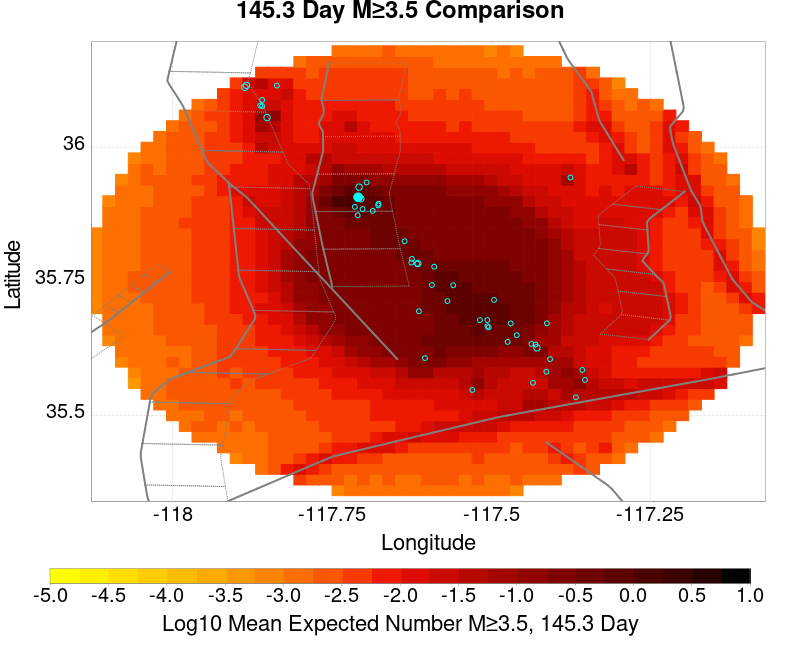 145.3 Day M≥3.5 Comparison
36
35.75
35.5
Latitude
-118 -117.75 -117.5 -117.25
Longitude
-5.0 -4.5 -4.0 -3.5 -3.0 -2.5 -2.0 -1.5 -1.0 -0.5 0.0 0.5 1.0
Log10 Mean Expected Number M≥3.5, 145.3 Day